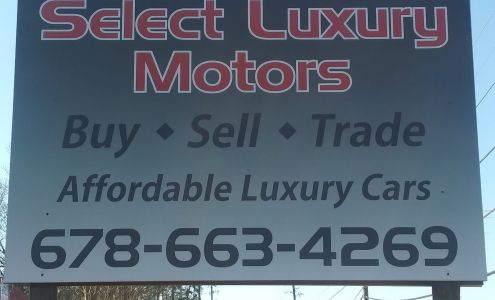 Select Luxury
Motors
Buy ◆ Sell ◆ Trade
Affordable Luxury Cars
678-663-4269